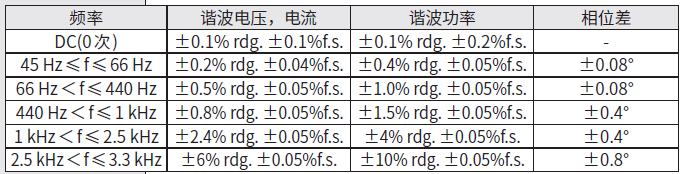 频率 谐波电压，电流 谐波功率 相位差
DC(0次) ±0.1% rdg. ±0.1%f.s. ±0.1% rdg. ±0.2%f.s. -
45 Hz≤f≤66 Hz ±0.2% rdg. ±0.04%f.s. ±0.4% rdg. ±0.05%f.s. ±0.08°
66 Hz＜f≤440 Hz ±0.5% rdg. ±0.05%f.s. ±1.0% rdg. ±0.05%f.s. ±0.08°
440 Hz＜f≤1 kHz ±0.8% rdg. ±0.05%f.s. ±1.5% rdg. ±0.05%f.s. ±0.4°
1 kHz＜f≤2.5 kHz ±2.4% rdg. ±0.05%f.s. ±4% rdg. ±0.05%f.s. ±0.4°
2.5 kHz＜f≤3.3 kHz ±6% rdg. ±0.05%f.s. ±10% rdg. ±0.05%f.s. ±0.8°